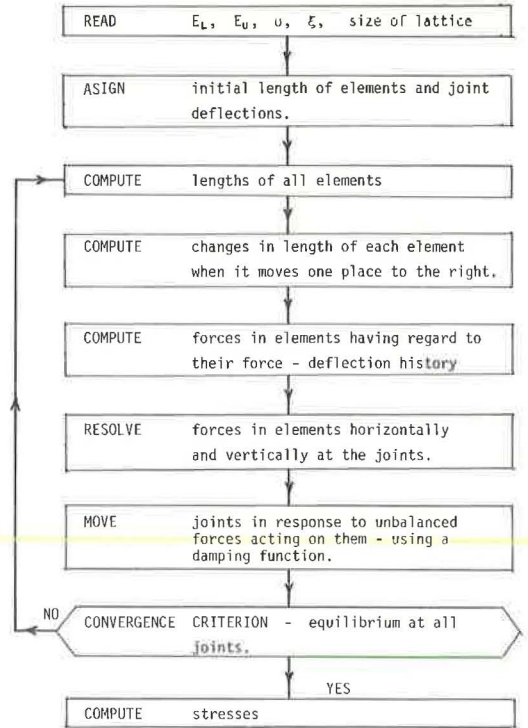 READ E_L, E_U, υ, ξ, size of lattice
ASIGN initial length of elements and joint
deflections.
COMPUTE lengths of all elements
COMPUTE changes in length of each element
when it moves one place to the right.
COMPUTE forces in elements having regard to
their force - deflection history
RESOLVE forces in elements horizontally
and vertically at the joints.
MOVE joints in response to unbalanced
forces acting on them - using a
damping function.
NO
CONVERGENCE CRITERION - equilibrium at all
joints.
YES
COMPUTE stresses